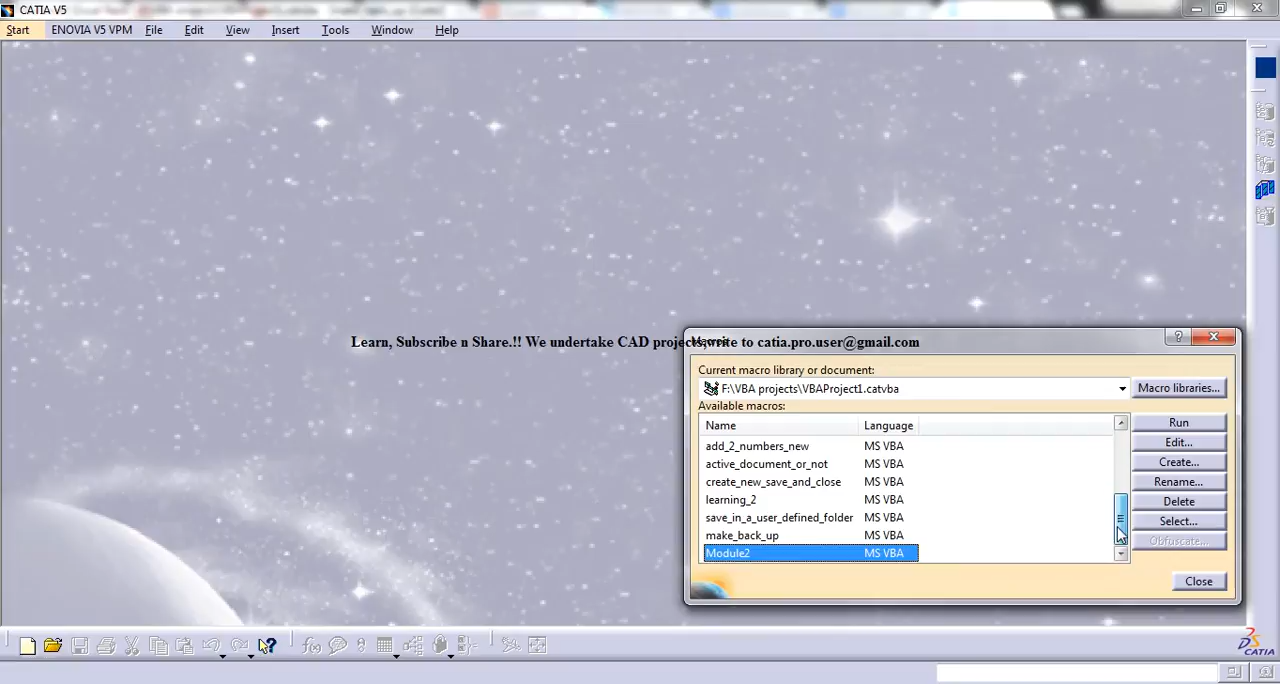 CATIA V5
Start ENOVIA V5 VPM File Edit View Insert Tools Window Help
Learn, Subscribe n Share.!! We undertake CAD projects,write to catia.pro.user@gmail.com
Current macro library or document:
F:\VBA projects\VBAProject1.catvba Macro libraries...
Available macros:
Name Language Run
add_2_numbers_new MS VBA Edit...
active_document_or_not MS VBA Create...
create_new_save_and_close MS VBA Rename...
learning_2 MS VBA Delete
save_in_a_user_defined_folder MS VBA Select...
make_back_up MS VBA Obfuscate...
Module2 MS VBA
Close
CATIA